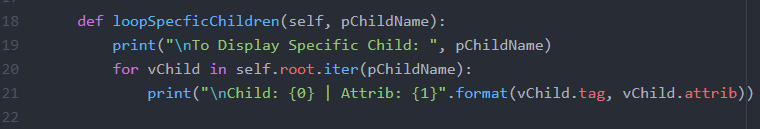 18 def loopSpecficChildren(self, pChildName):
19 print("\nTo Display Specific Child: ", pChildName)
20 for vChild in self.root.iter(pChildName):
21 print("\nChild: {0} | Attrib: {1}".format(vChild.tag, vChild.attrib))
22